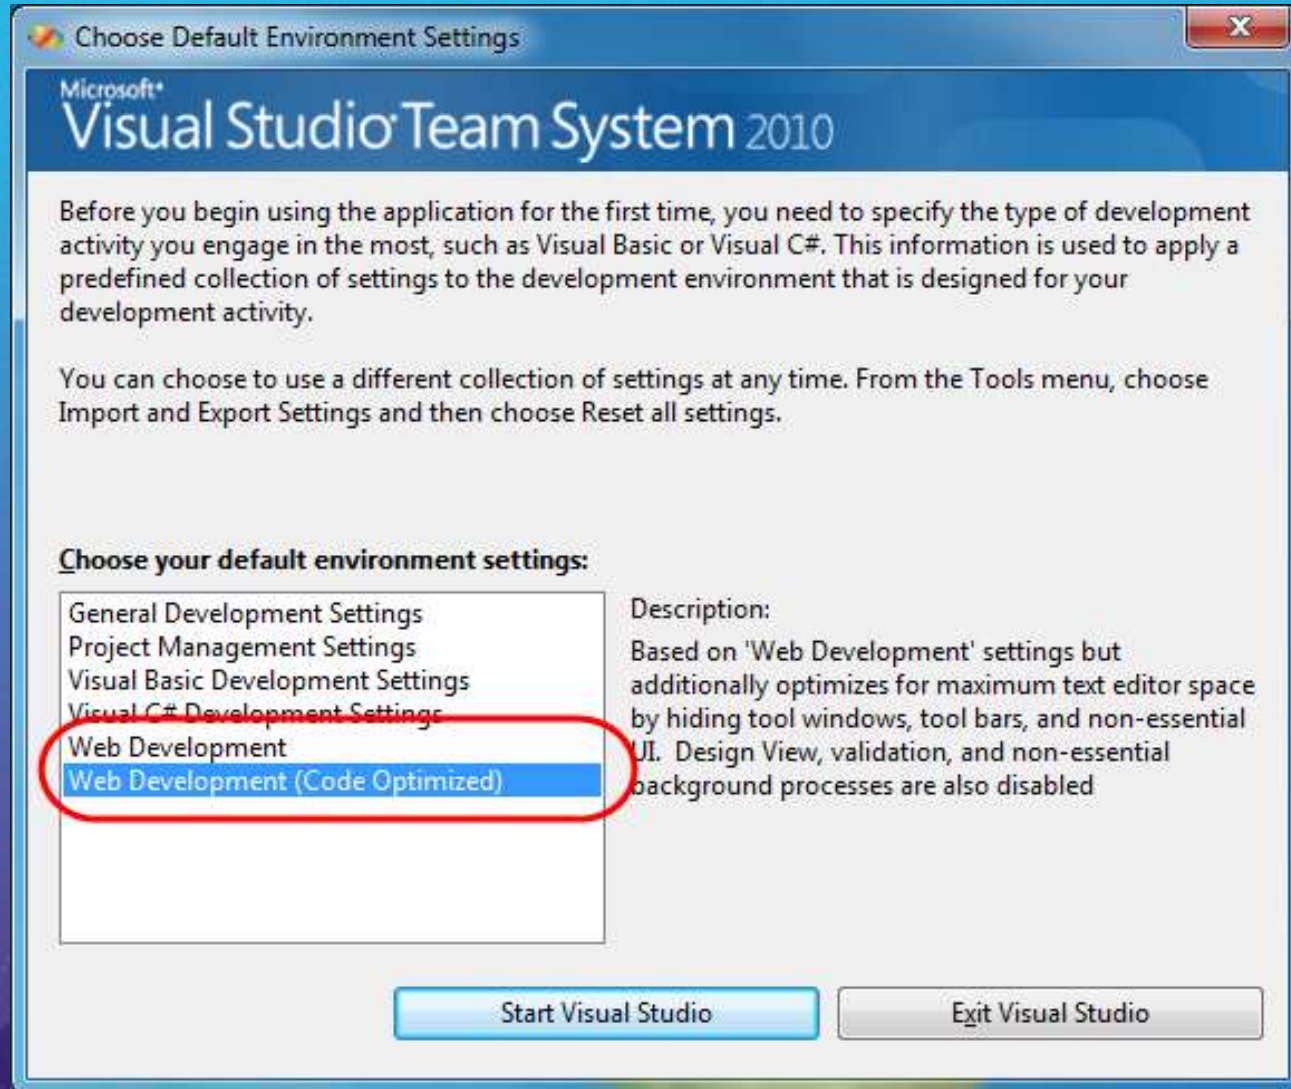 Choose Default Environment Settings
Microsoft®
Visual Studio Team System 2010
Before you begin using the application for the first time, you need to specify the type of development
activity you engage in the most, such as Visual Basic or Visual C#. This information is used to apply a
predefined collection of settings to the development environment that is designed for your
development activity.
You can choose to use a different collection of settings at any time. From the Tools menu, choose
Import and Export Settings and then choose Reset all settings.
Choose your default environment settings:
General Development Settings
Project Management Settings
Visual Basic Development Settings
Visual C# Development Settings
Web Development
Web Development (Code Optimized)
Description:
Based on 'Web Development' settings but
additionally optimizes for maximum text editor space
by hiding tool windows, tool bars, and non-essential
UI. Design View, validation, and non-essential
background processes are also disabled
Start Visual Studio
Exit Visual Studio